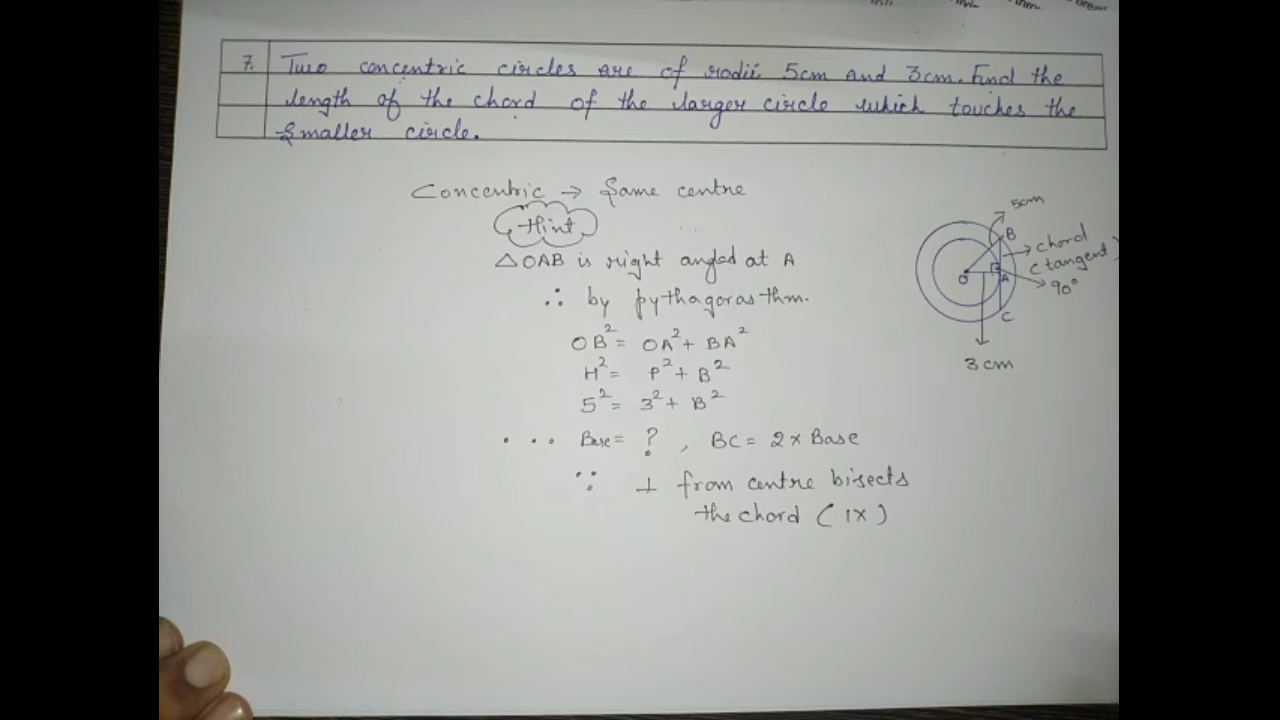 7. Two concentric circles are of radii 5cm and 3cm. Find the
length of the chord of the larger circle which touches the
smaller circle.
Concentric → Same centre
Hint
△OAB is right angled at A
∴ by pythagoras thm.
OB² = OA² + BA²
H² = P² + B²
5² = 3² + B²
... Base = ? , BC = 2 × Base
∵ ⊥ from centre bisects
the chord (IX)
5cm
B
chord
(tangent)
O
A
90°
C
3cm